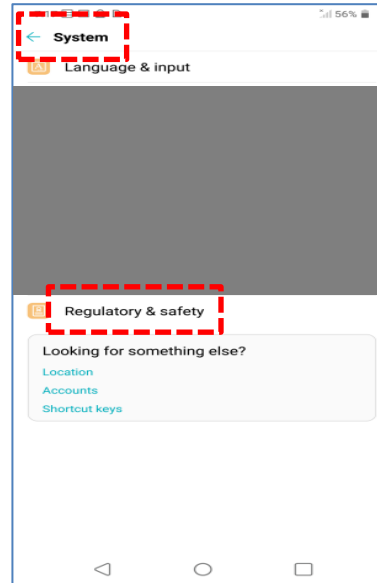 56%
System
Language & input
Regulatory & safety
Looking for something else?
Location
Accounts
Shortcut keys